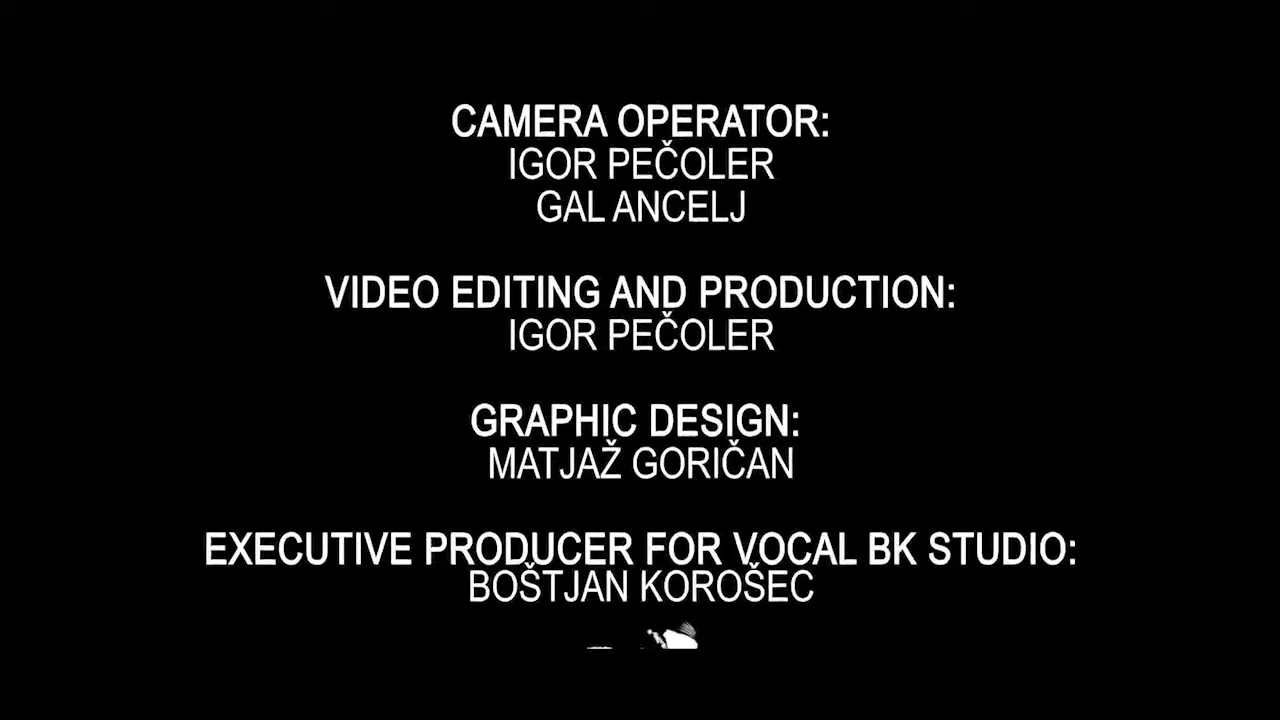 CAMERA OPERATOR:
IGOR PEČOLER
GAL ANCELJ
VIDEO EDITING AND PRODUCTION:
IGOR PEČOLER
GRAPHIC DESIGN:
MATJAŽ GORIČAN
EXECUTIVE PRODUCER FOR VOCAL BK STUDIO:
BOŠTJAN KOROŠEC